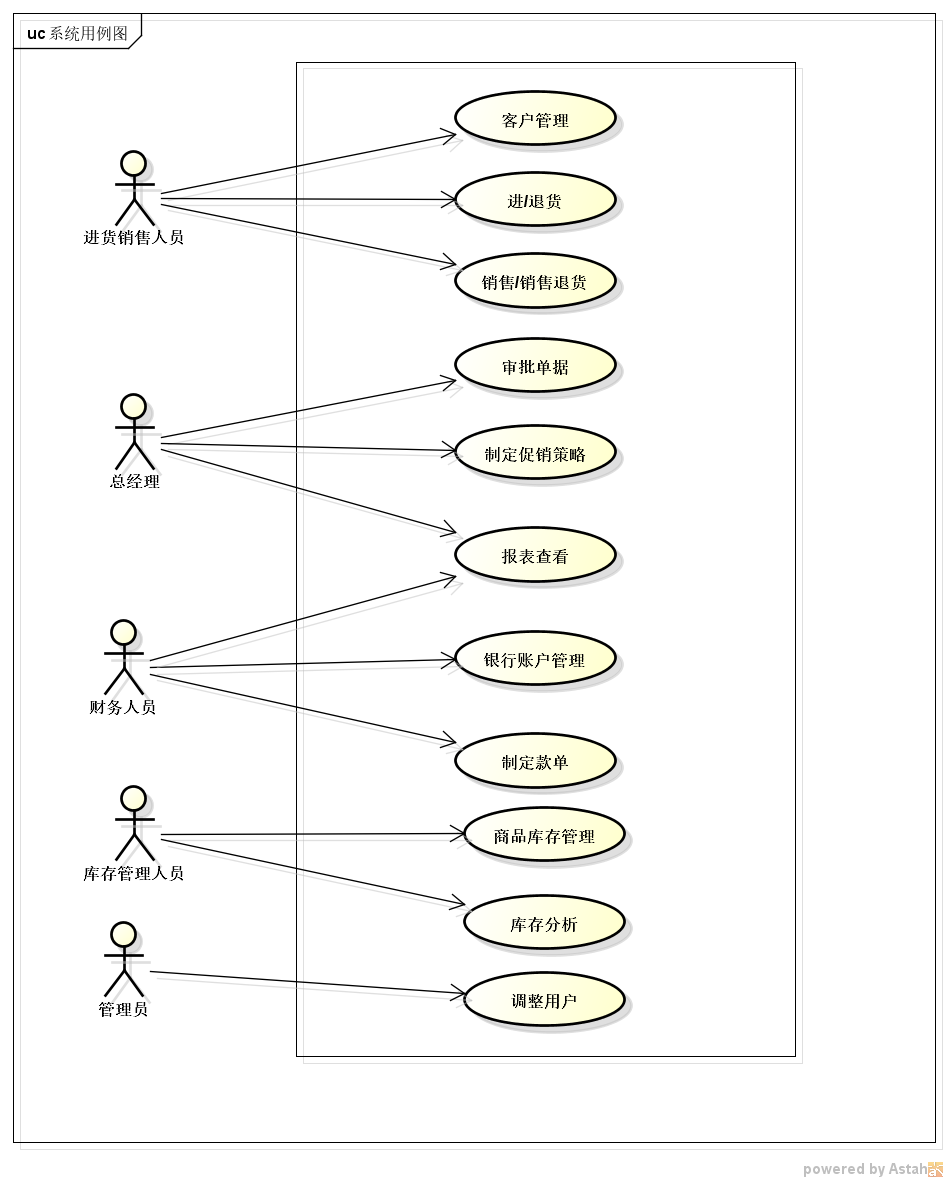 uc 系统用例图
客户管理
进/退货
进货销售人员
销售/销售退货
审批单据
制定促销策略
总经理
报表查看
银行账户管理
财务人员
制定款单
商品库存管理
库存管理人员
库存分析
调整用户
管理员
powered by Astah